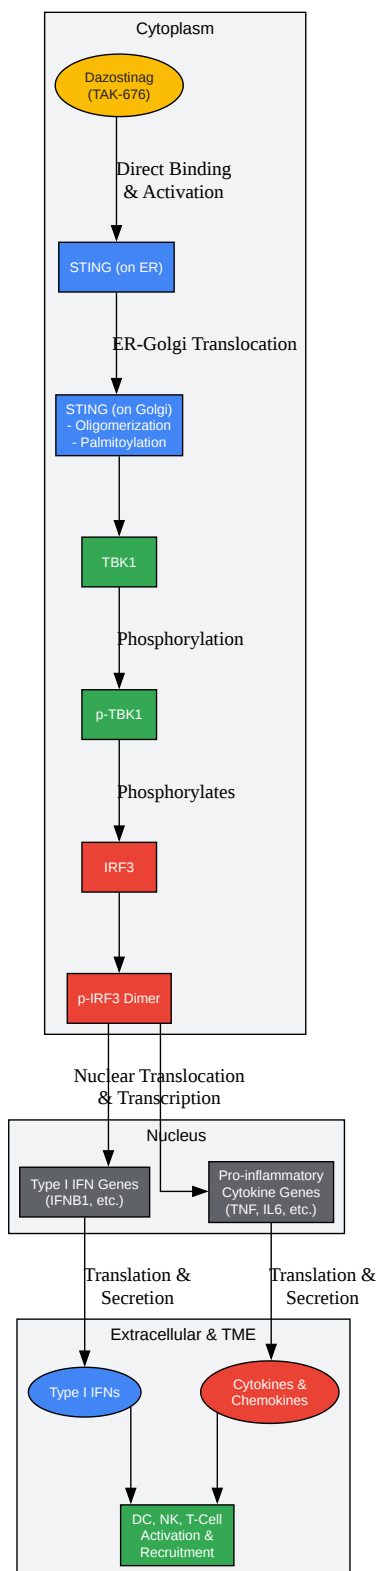 Cytoplasm
Dazostinag
(TAK-676)
Direct Binding
& Activation
STING (on ER)
ER-Golgi Translocation
STING (on Golgi)
- Oligomerization
- Palmitoylation
TBK1
Phosphorylation
p-TBK1
Phosphorylates
IRF3
p-IRF3 Dimer
Nuclear Translocation
& Transcription
Nucleus
Type I IFN Genes
(IFNB1, etc.)
Pro-inflammatory
Cytokine Genes
(TNF, IL6, etc.)
Translation &
Secretion
Translation &
Secretion
Extracellular & TME
Type I IFNs
Cytokines &
Chemokines
DC, NK, T-Cell
Activation &
Recruitment